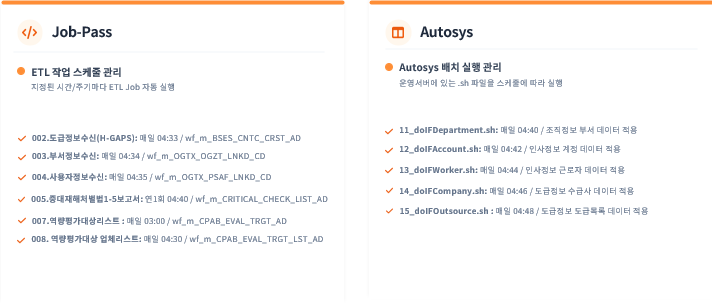 Job-Pass
ETL 작업 스케줄 관리
지정된 시간/주기마다 ETL Job 자동 실행
002.도급정보수신(H-GAPS): 매일 04:33 / wf_m_BSES_CNTC_CRST_AD
003.부서정보수신: 매일 04:34 / wf_m_OGTX_OGZT_LNKD_CD
004.사용자정보수신: 매일 04:35 / wf_m_OGTX_PSAF_LNKD_CD
005.중대재해처벌법1-5보고서: 연1회 04:40 / wf_m_CRITICAL_CHECK_LIST_AD
007.역량평가대상리스트 : 매일 03:00 / wf_m_CPAB_EVAL_TRGT_AD
008. 역량평가대상 업체리스트: 매일 04:30 / wf_m_CPAB_EVAL_TRGT_LST_AD
Autosys
Autosys 배치 실행 관리
운영서버에 있는 .sh 파일을 스케줄에 따라 실행
11_doIFDepartment.sh: 매일 04:40 / 조직정보 부서 데이터 적용
12_doIFAccount.sh: 매일 04:42 / 인사정보 계정 데이터 적용
13_doIFWorker.sh: 매일 04:44 / 인사정보 근로자 데이터 적용
14_doIFCompany.sh: 매일 04:46 / 도급정보 수급사 데이터 적용
15_doIFOutsource.sh : 매일 04:48 / 도급정보 도급목록 데이터 적용